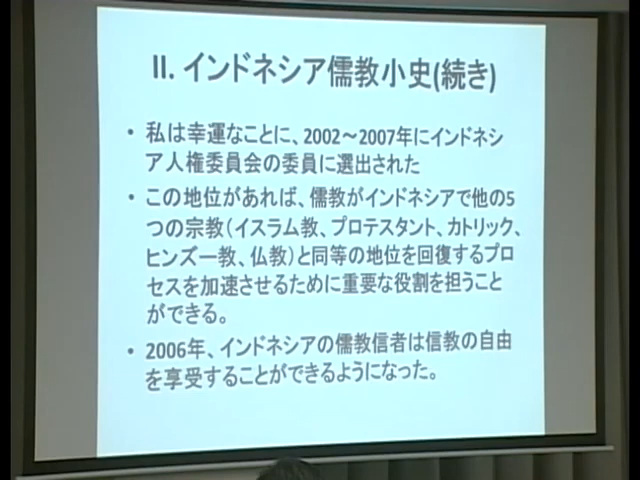 II. インドネシア儒教小史(続き)
• 私は幸運なことに、2002～2007年にインドネシ
ア人権委員会の委員に選出された
• この地位があれば、儒教がインドネシアで他の5
つの宗教（イスラム教、プロテスタント、カトリック、
ヒンズー教、仏教）と同等の地位を回復するプロ
セスを加速させるために重要な役割を担うこと
ができる。
• 2006年、インドネシアの儒教信者は信教の自由
を享受することができるようになった。